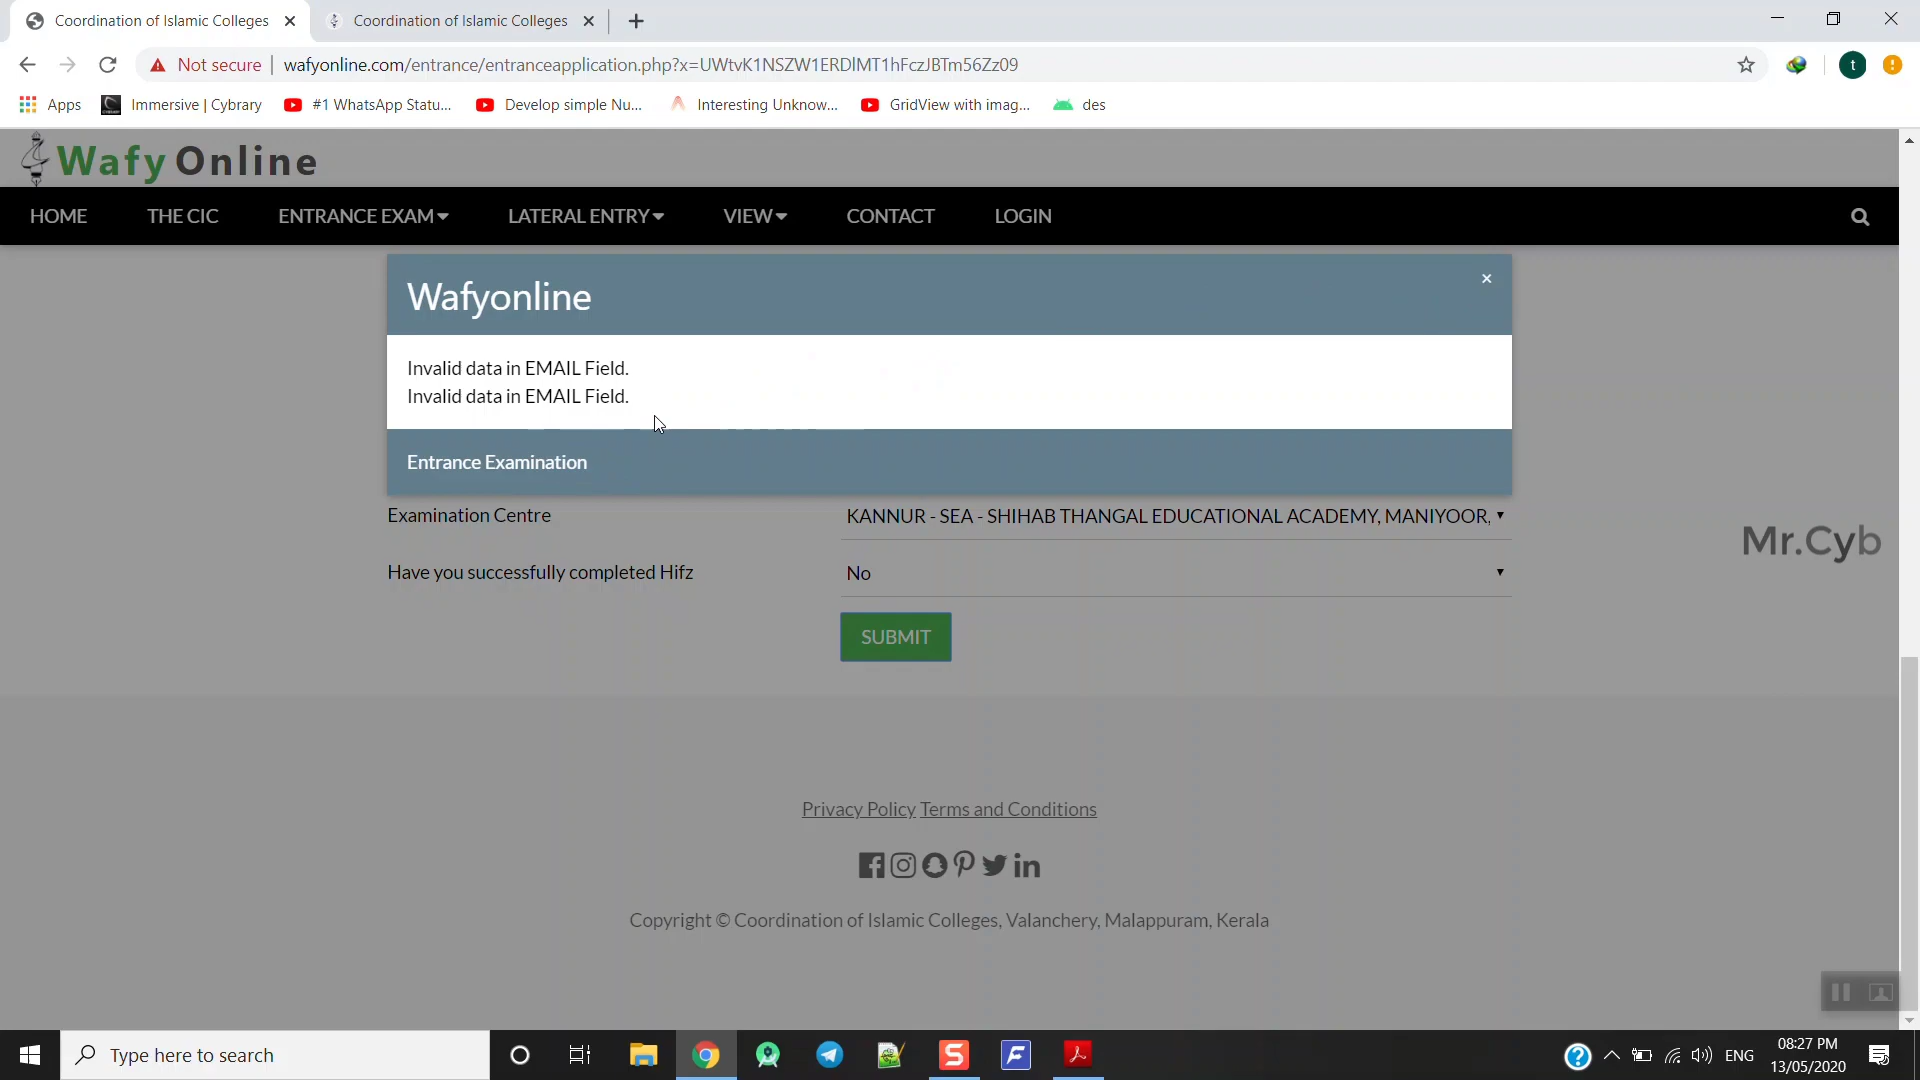 Coordination of Islamic Colleges
Coordination of Islamic Colleges
Not secure
wafyonline.com/entrance/entranceapplication.php?x=UWtvK1NSZW1ERDlMT1hFczJBTm56Zz09
t
Apps
Immersive | Cybrary
#1 WhatsApp Statu...
Develop simple Nu...
Interesting Unknow...
GridView with imag...
des
Wafy Online
HOME
THE CIC
ENTRANCE EXAM
LATERAL ENTRY
VIEW
CONTACT
LOGIN
Wafyonline
×
Invalid data in EMAIL Field.
Invalid data in EMAIL Field.
Entrance Examination
Examination Centre
KANNUR - SEA - SHIHAB THANGAL EDUCATIONAL ACADEMY, MANIYOOR,
Mr.Cyb
Have you successfully completed Hifz
No
SUBMIT
Privacy Policy Terms and Conditions
Copyright © Coordination of Islamic Colleges, Valanchery, Malappuram, Kerala
Type here to search
ENG
08:27 PM
13/05/2020